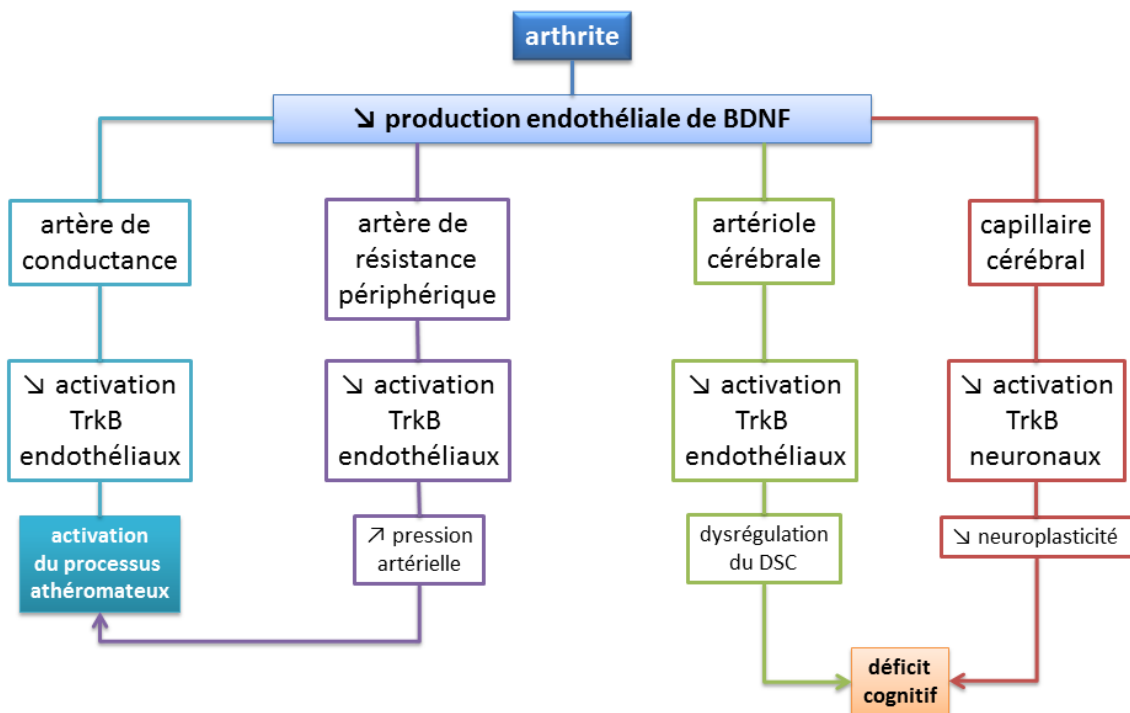 arthrite
↘ production endothéliale de BDNF
artère de
conductance
artère de
résistance
périphérique
artériole
cérébrale
capillaire
cérébral
↘ activation
TrkB
endothéliaux
↘ activation
TrkB
endothéliaux
↘ activation
TrkB
endothéliaux
↘ activation
TrkB
neuronaux
activation
du processus
athéromateux
↗ pression
artérielle
dysrégulation
du DSC
↘ neuroplasticité
déficit
cognitif